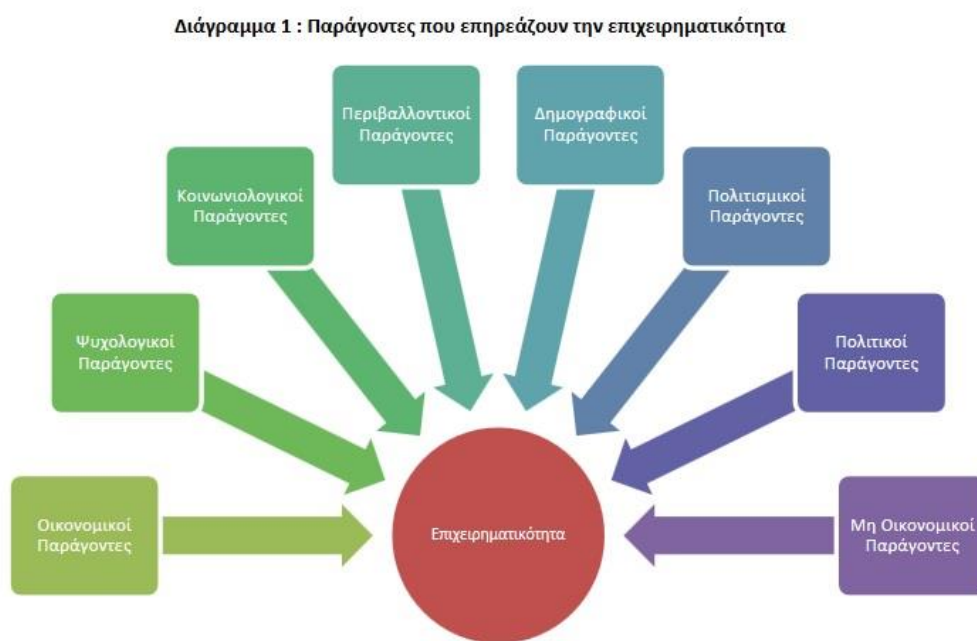 Διάγραμμα 1 : Παράγοντες που επηρεάζουν την επιχειρηματικότητα
Περιβαλλοντικοί
Παράγοντες
Δημογραφικοί
Παράγοντες
Κοινωνιολογικοί
Παράγοντες
Πολιτισμικοί
Παράγοντες
Ψυχολογικοί
Παράγοντες
Πολιτικοί
Παράγοντες
Οικονομικοί
Παράγοντες
Επιχειρηματικότητα
Μη Οικονομικοί
Παράγοντες